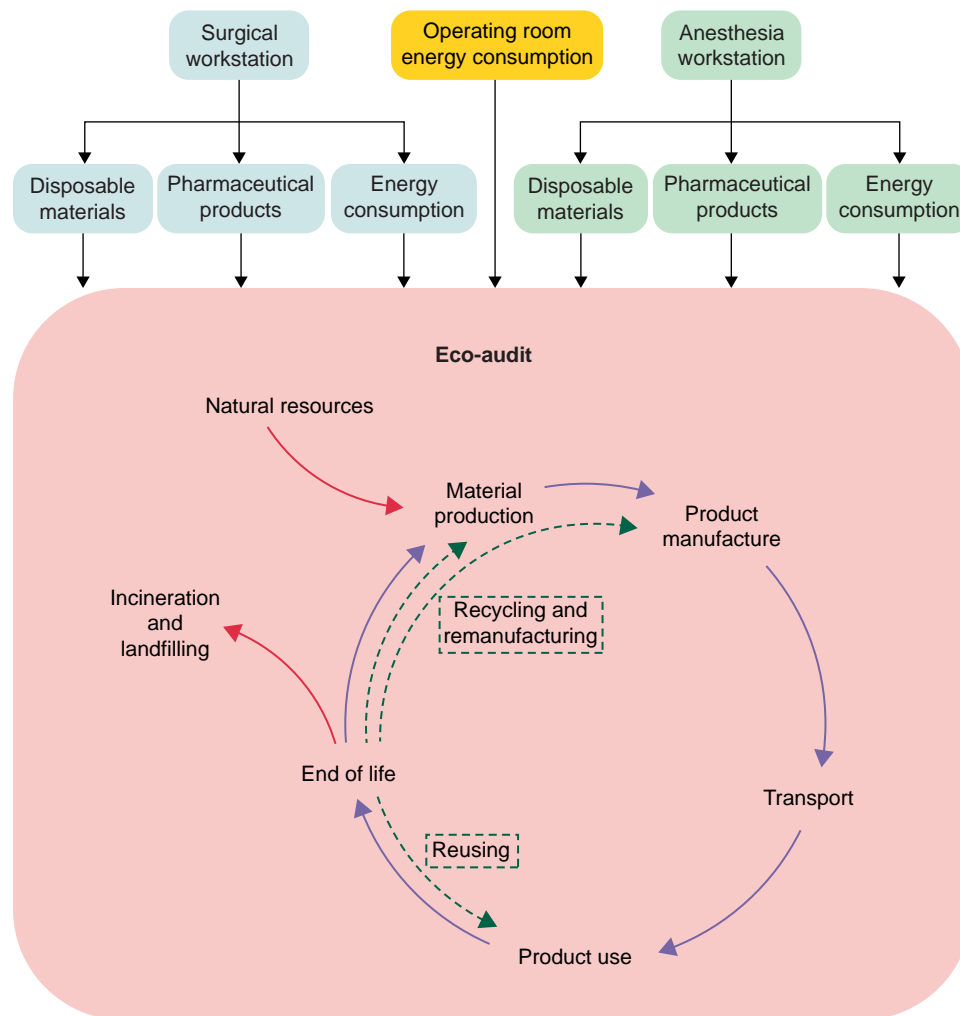 Surgical
workstation
Operating room
energy consumption
Anesthesia
workstation
Disposable
materials
Pharmaceutical
products
Energy
consumption
Disposable
materials
Pharmaceutical
products
Energy
consumption
Eco-audit
Natural resources
Material
production
Product
manufacture
Incineration
and
landfilling
Recycling and
remanufacturing
End of life
Transport
Reusing
Product use